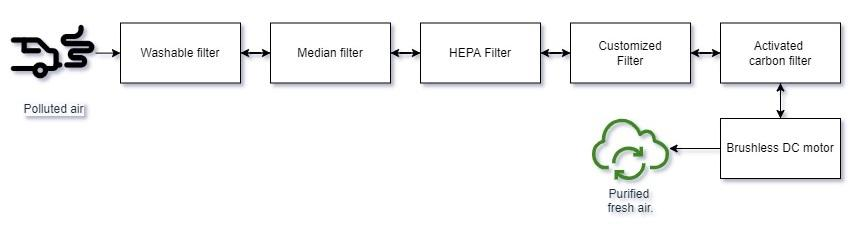 Polluted air
Washable filter
Median filter
HEPA Filter
Customized
Filter
Activated
carbon filter
Brushless DC motor
Purified
fresh air.